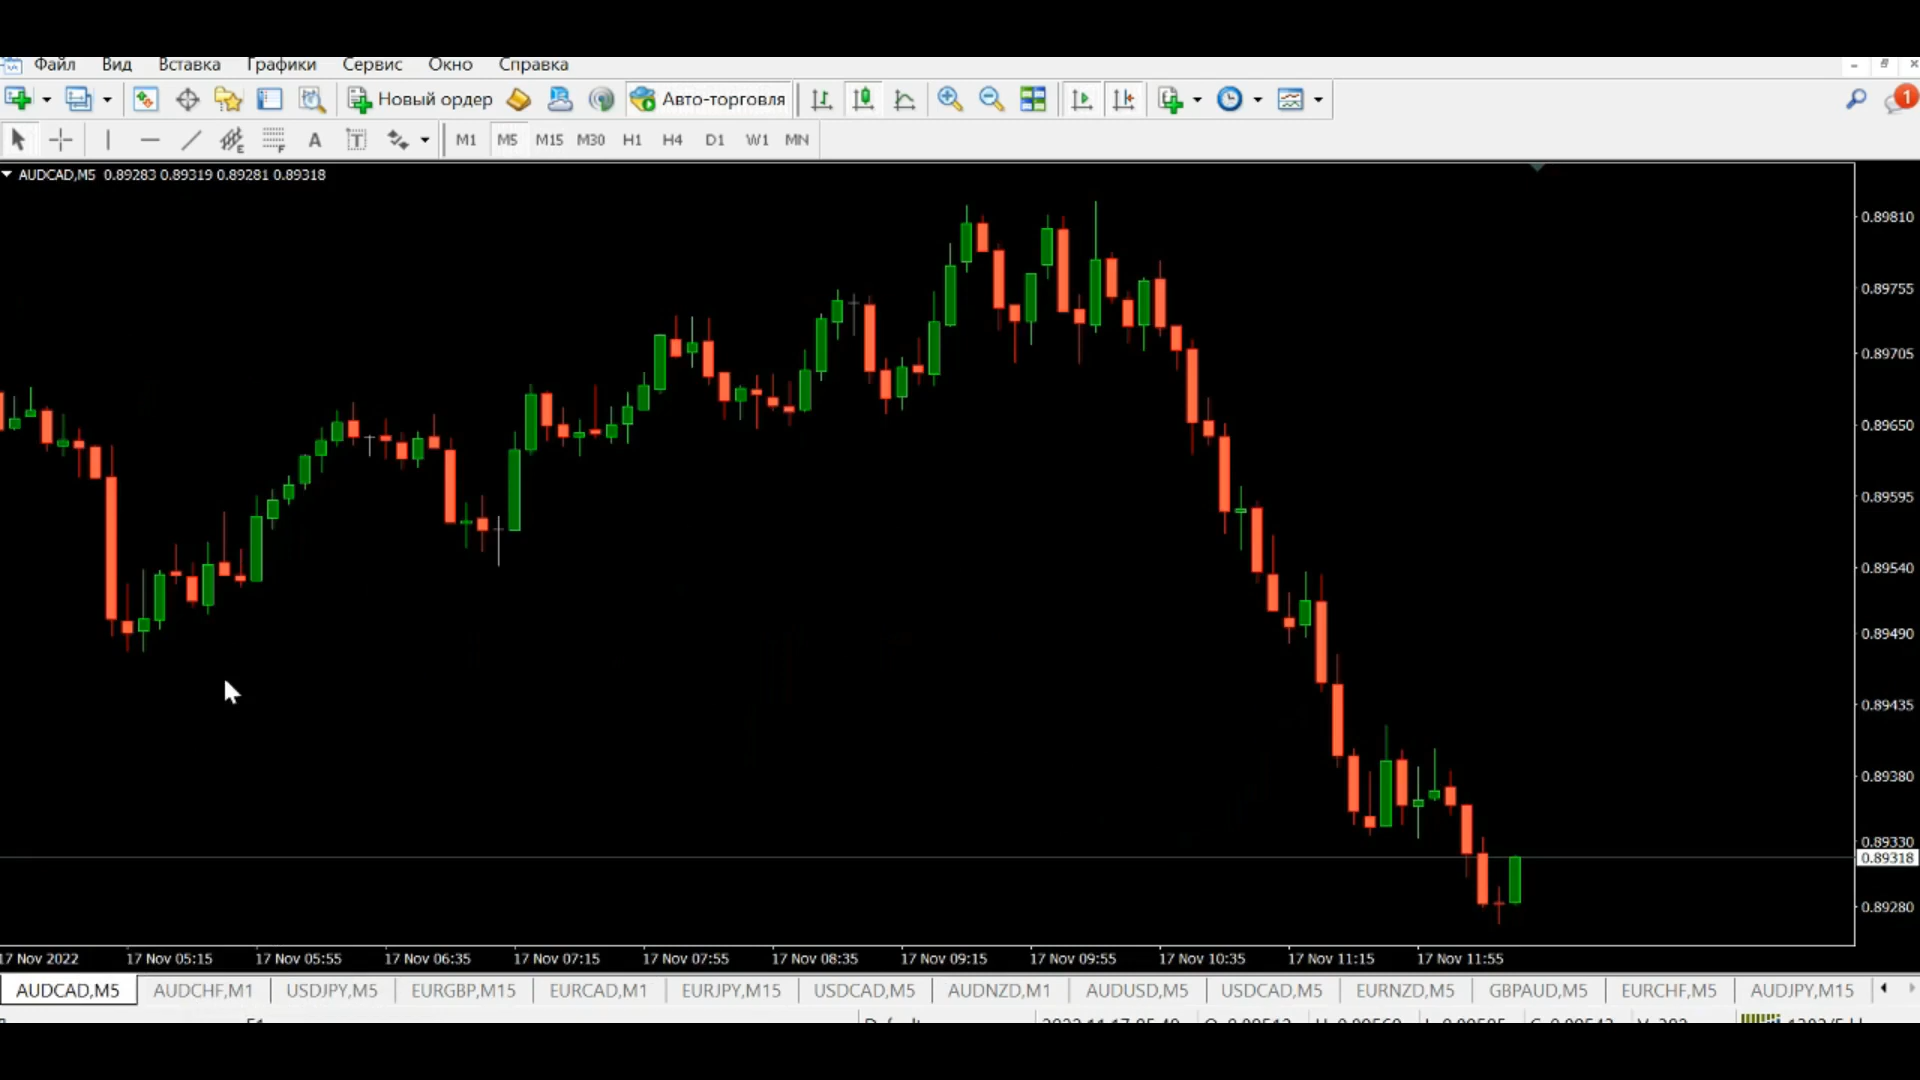 Файл Вид Вставка Графики Сервис Окно Справка
Новый ордер Авто-торговля 1
E F A T M1 M5 M15 M30 H1 H4 D1 W1 MN
AUDCAD,M5 0.89283 0.89319 0.89281 0.89318
0.89810
0.89755
0.89705
0.89650
0.89595
0.89540
0.89490
0.89435
0.89380
0.89330
0.89318
0.89280
17 Nov 2022 17 Nov 05:15 17 Nov 05:55 17 Nov 06:35 17 Nov 07:15 17 Nov 07:55 17 Nov 08:35 17 Nov 09:15 17 Nov 09:55 17 Nov 10:35 17 Nov 11:15 17 Nov 11:55
AUDCAD,M5 AUDCHF,M1 USDJPY,M5 EURGBP,M15 EURCAD,M1 EURJPY,M15 USDCAD,M5 AUDNZD,M1 AUDUSD,M5 USDCAD,M5 EURNZD,M5 GBPAUD,M5 EURCHF,M5 AUDJPY,M15